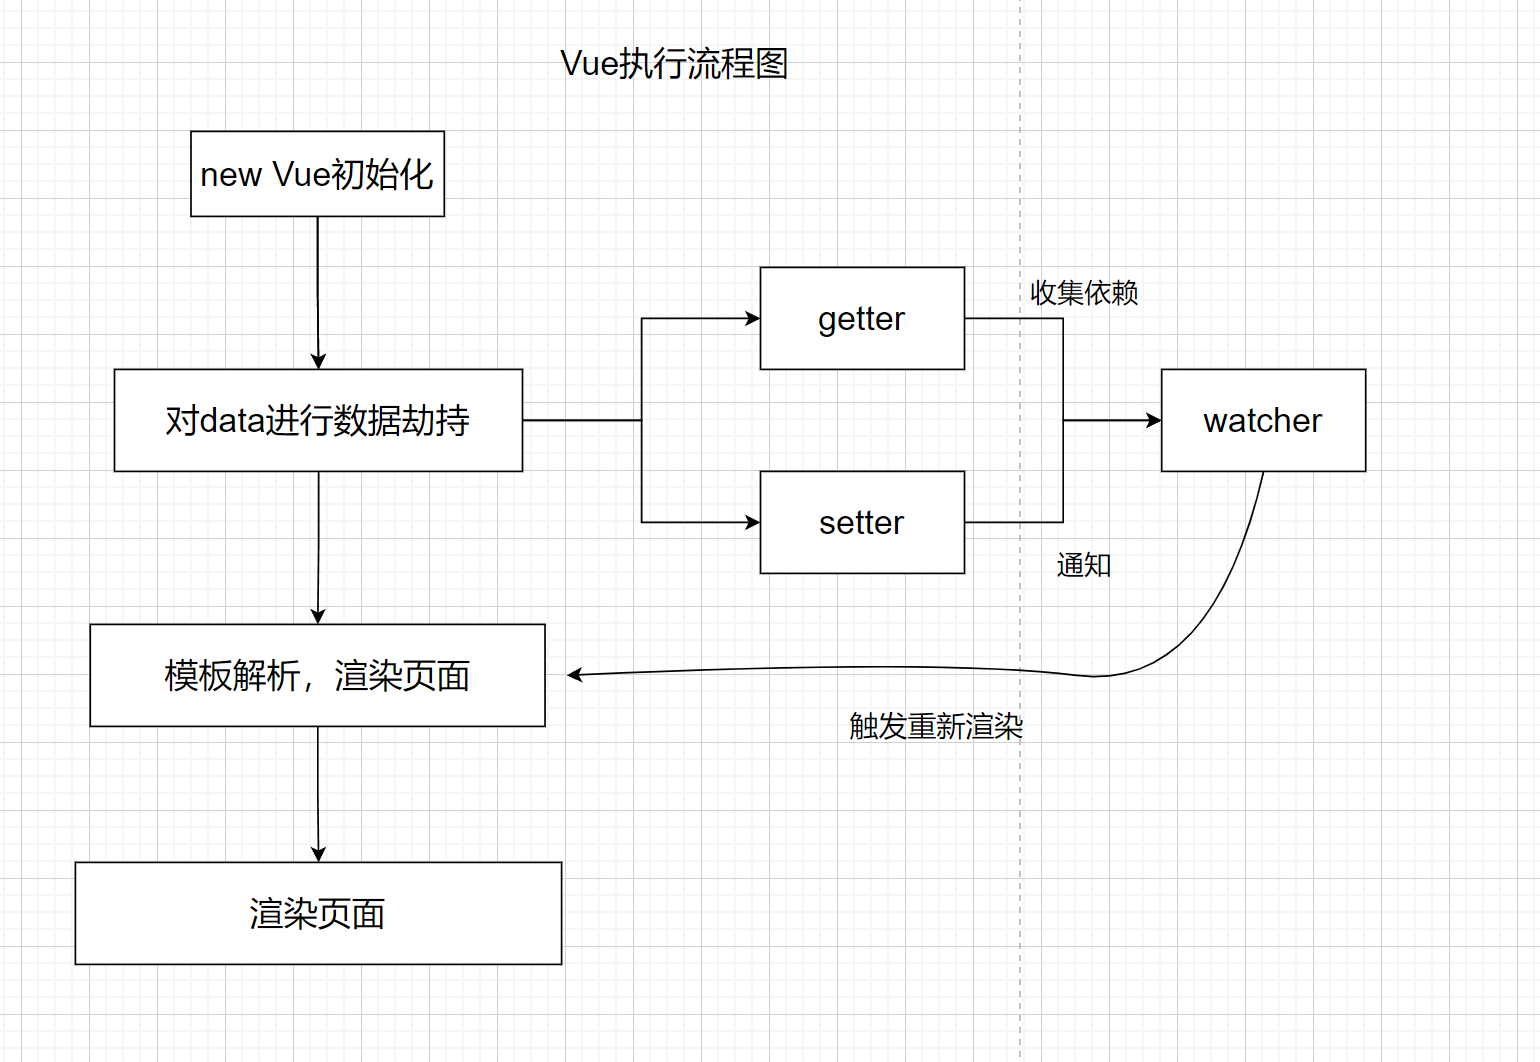 Vue执行流程图
new Vue初始化
getter
收集依赖
对data进行数据劫持
watcher
setter
通知
模板解析，渲染页面
触发重新渲染
渲染页面